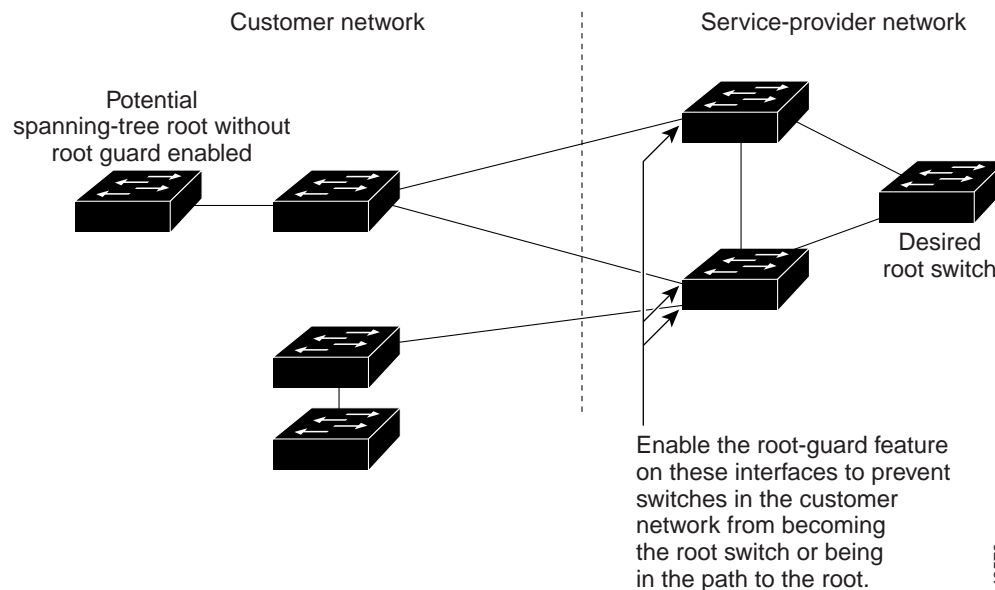 Customer network
Service-provider network
Potential
spanning-tree root without
root guard enabled
Desired
root switch
Enable the root-guard feature
on these interfaces to prevent
switches in the customer
network from becoming
the root switch or being
in the path to the root.